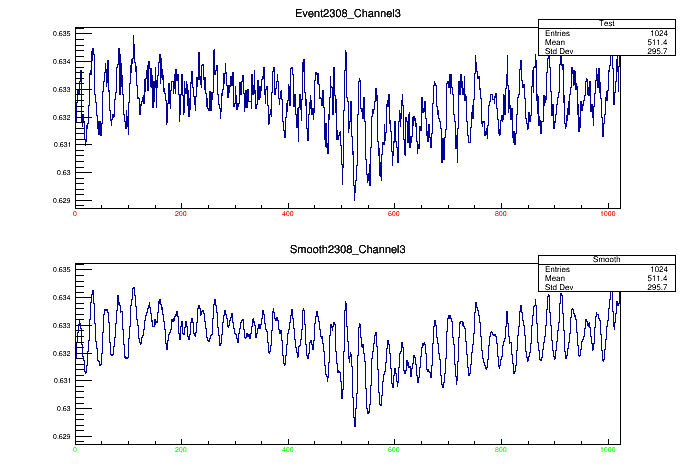 Event2308_Channel3
Test
Entries 1024
Mean 511.4
Std Dev 295.7
0.635
0.634
0.633
0.632
0.631
0.63
0.629
0 200 400 600 800 1000
Smooth2308_Channel3
Smooth
Entries 1024
Mean 511.4
Std Dev 295.7
0.635
0.634
0.633
0.632
0.631
0.63
0.629
0 200 400 600 800 1000